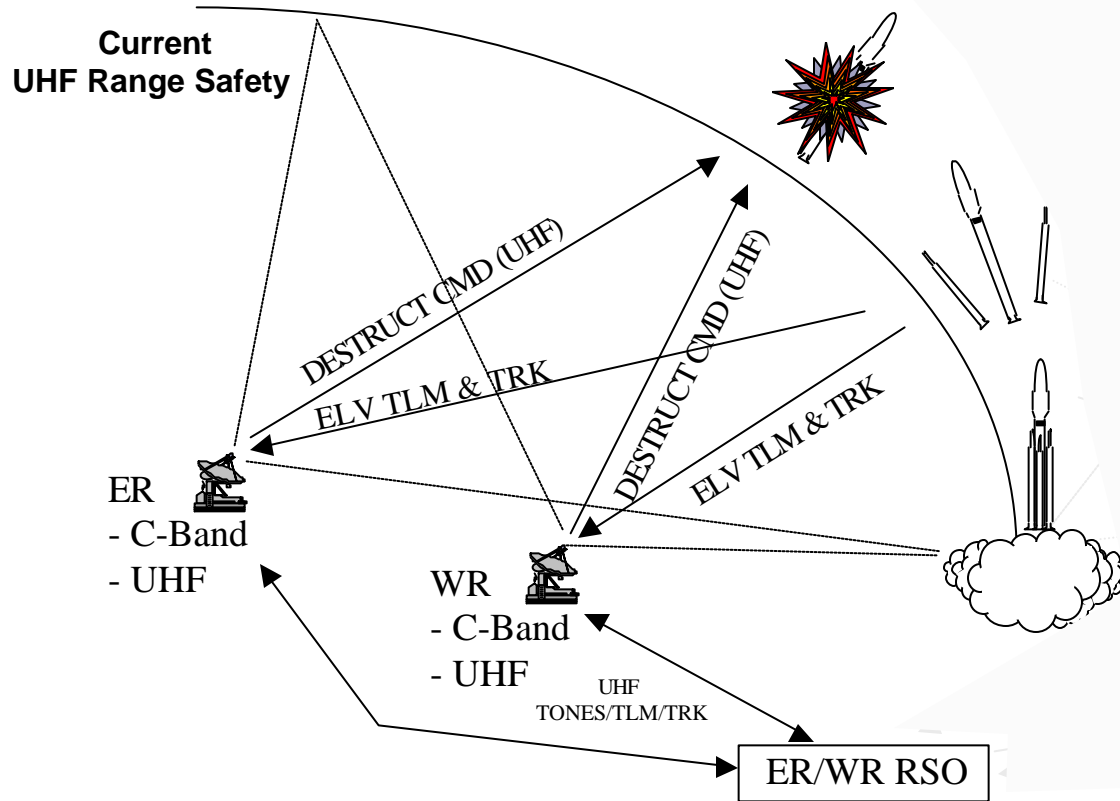 Current
UHF Range Safety
DESTRUCT CMD (UHF)
ELV TLM & TRK
DESTRUCT CMD (UHF)
ELV TLM & TRK
ER
- C-Band
- UHF
WR
- C-Band
- UHF
UHF
TONES/TLM/TRK
ER/WR RSO